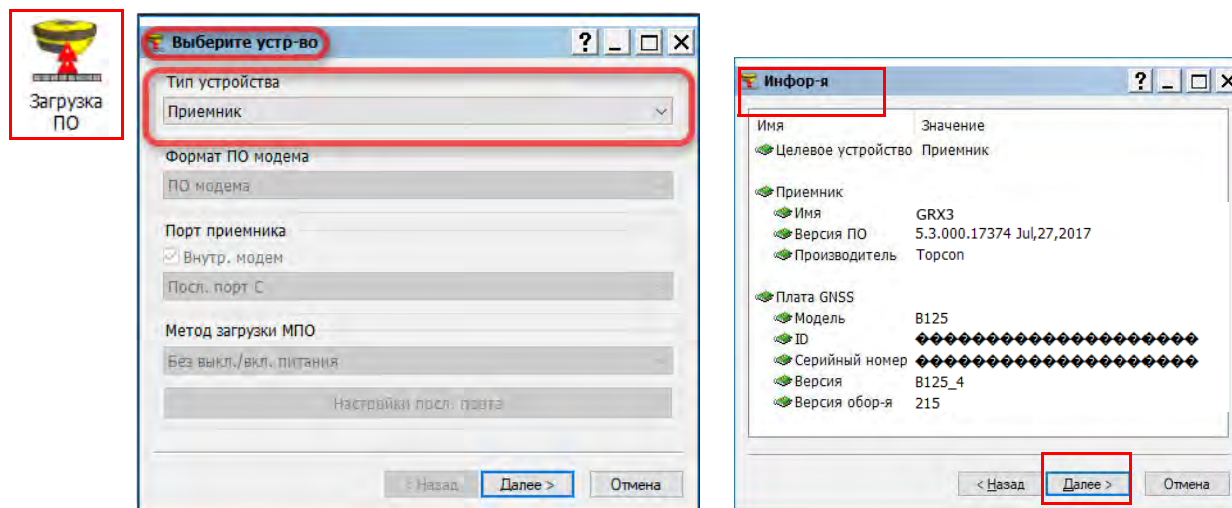 Загрузка
ПО
Выберите устр-во
Тип устройства
Приемник
Формат ПО модема
ПО модема
Порт приемника
Внутр. модем
Посл. порт C
Метод загрузки МПО
Без выкл./вкл. питания
Настройки посл. порта
< Назад Далее > Отмена
Инфор-я
Имя Значение
Целевое устройство Приемник
Приемник
Имя GRX3
Версия ПО 5.3.000.17374 Jul,27,2017
Производитель Topcon
Плата GNSS
Модель B125
ID �������������������������
Серийный номер �������������������������
Версия B125_4
Версия обор-я 215
< Назад Далее > Отмена